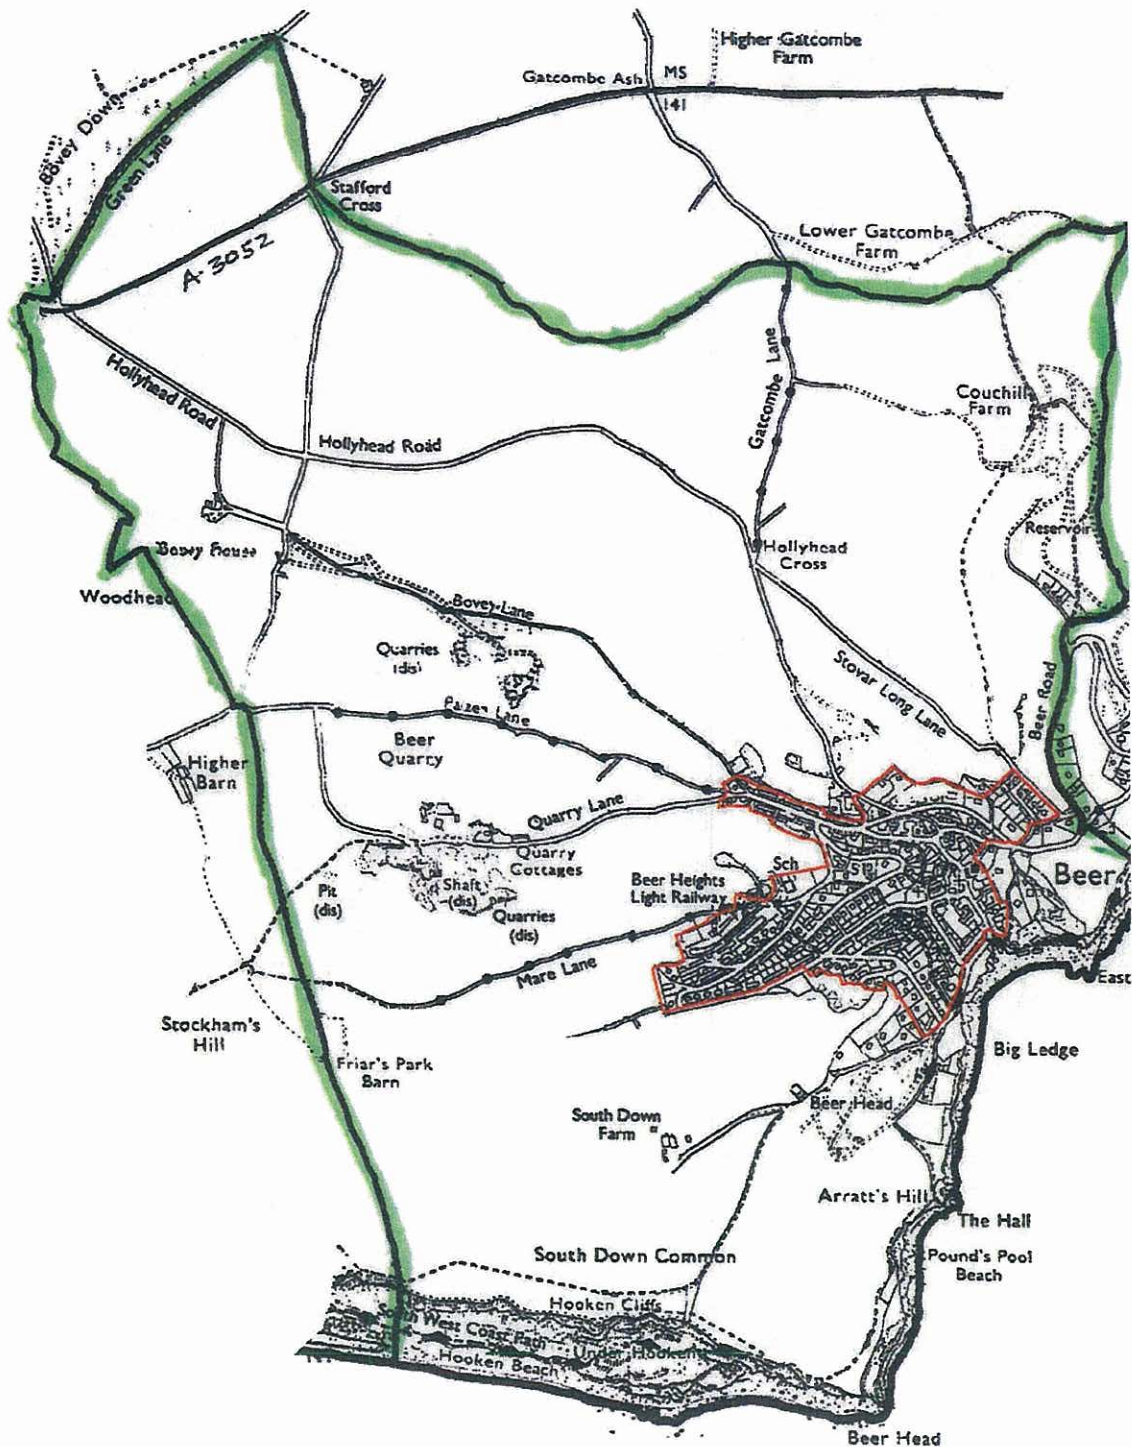 Higher Gatcombe
Farm
Gatcombe Ash
MS
141
Bovey Down
Green Lane
Stafford
Cross
A-3052
Lower Gatcombe
Farm
Hollyhead Road
Hollyhead Road
Gatcombe Lane
Couchill
Farm
Reservoir
Bovey House
Hollyhead
Cross
Woodhead
Bovey Lane
Quarries
(dis)
Stovar Long Lane
Beer Road
Paizen Lane
Beer
Quarry
Higher
Barn
Quarry Lane
Quarry
Cottages
Pit
(dis)
Shaft
(dis)
Quarries
(dis)
Beer Heights
Light Railway
Sch
Beer
Mare Lane
East
Stockham's
Hill
Friar's Park
Barn
Big Ledge
Beer Head
South Down
Farm
Arratt's Hill
The Hall
Pound's Pool
Beach
South Down Common
Hooken Cliffs
South West Coast Path
Under Hooken
Hooken Beach
Beer Head